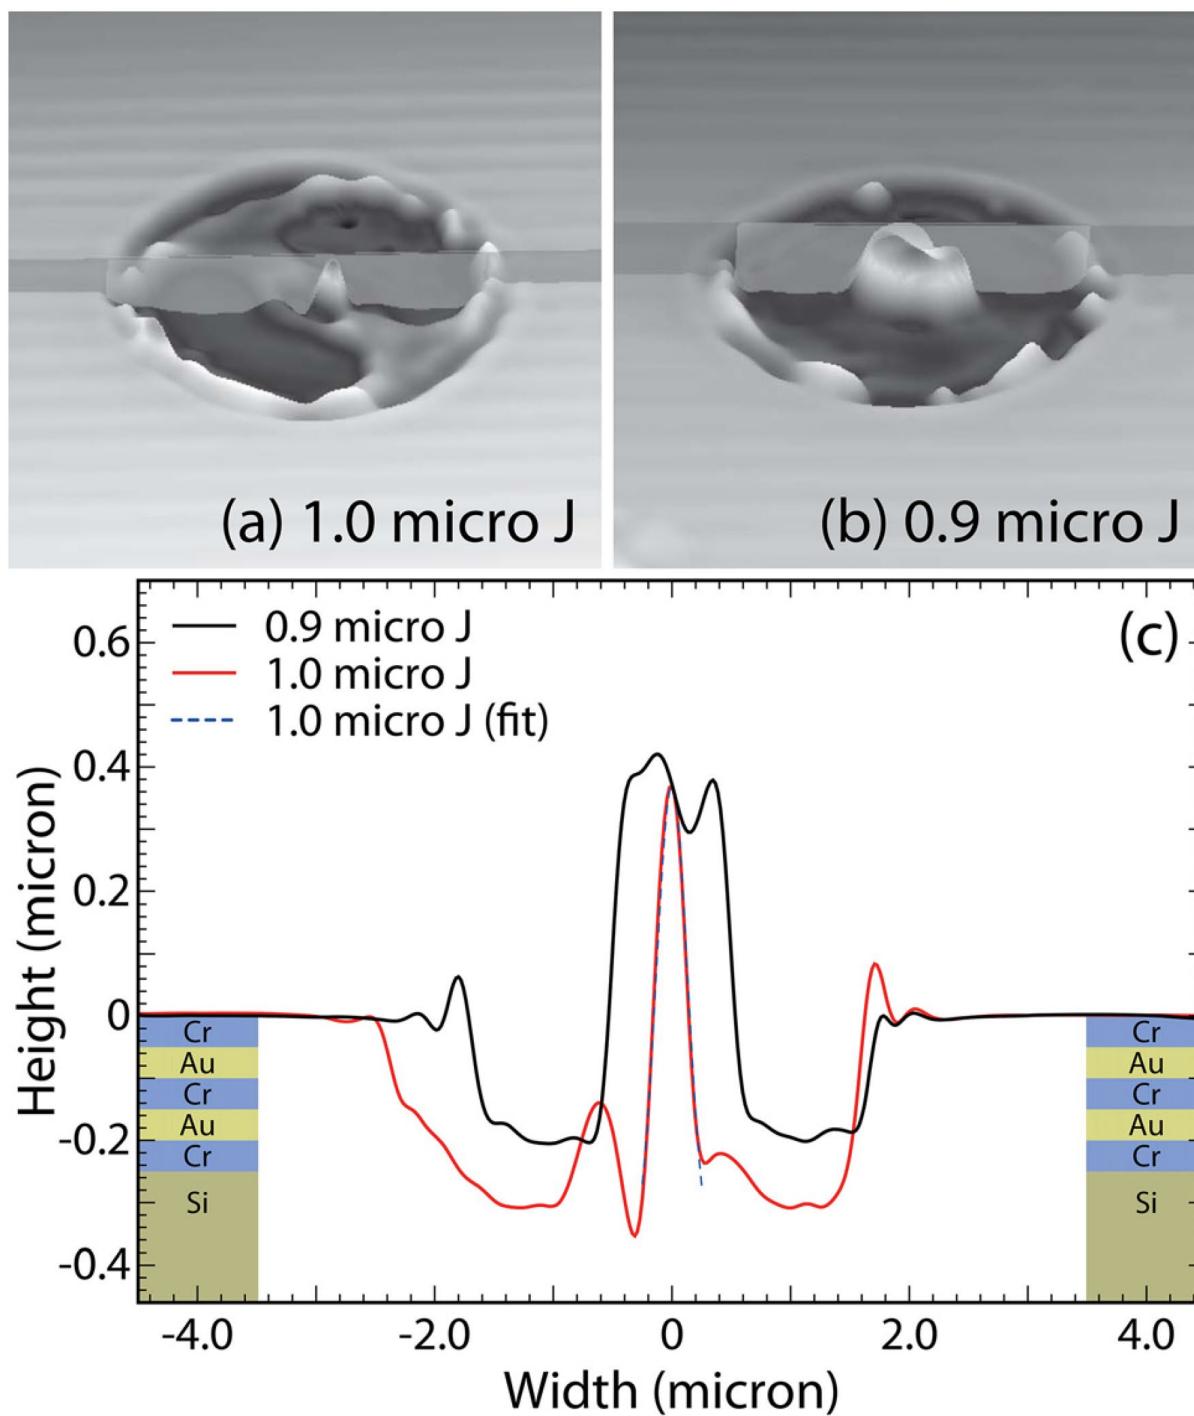 (a) 1.0 micro J
(b) 0.9 micro J
(c)
0.9 micro J
1.0 micro J
1.0 micro J (fit)
Height (micron)
0.6
0.4
0.2
0
-0.2
-0.4
Cr
Au
Cr
Au
Cr
Si
Cr
Au
Cr
Au
Cr
Si
-4.0 -2.0 0 2.0 4.0
Width (micron)